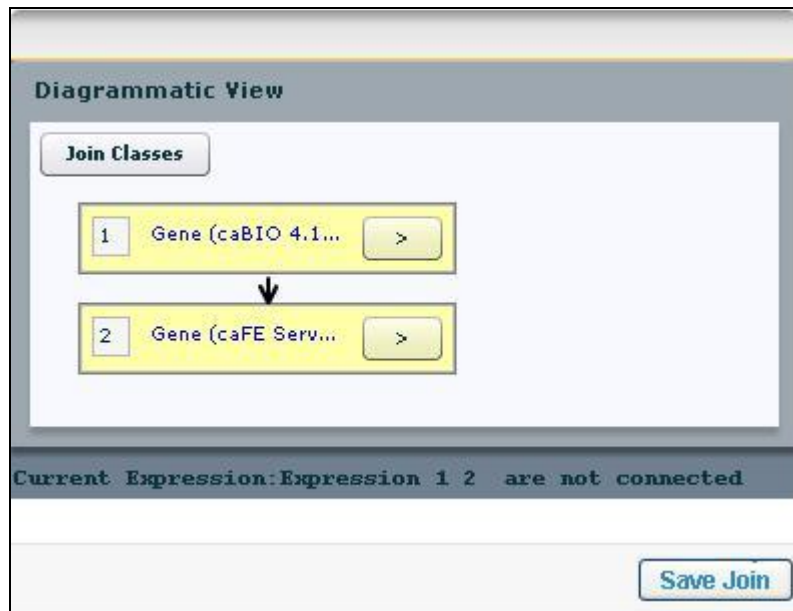 Diagrammatic View
Join Classes
1 Gene (caBIO 4.1... >
2 Gene (caFE Serv... >
Current Expression:Expression 1 2 are not connected
Save Join